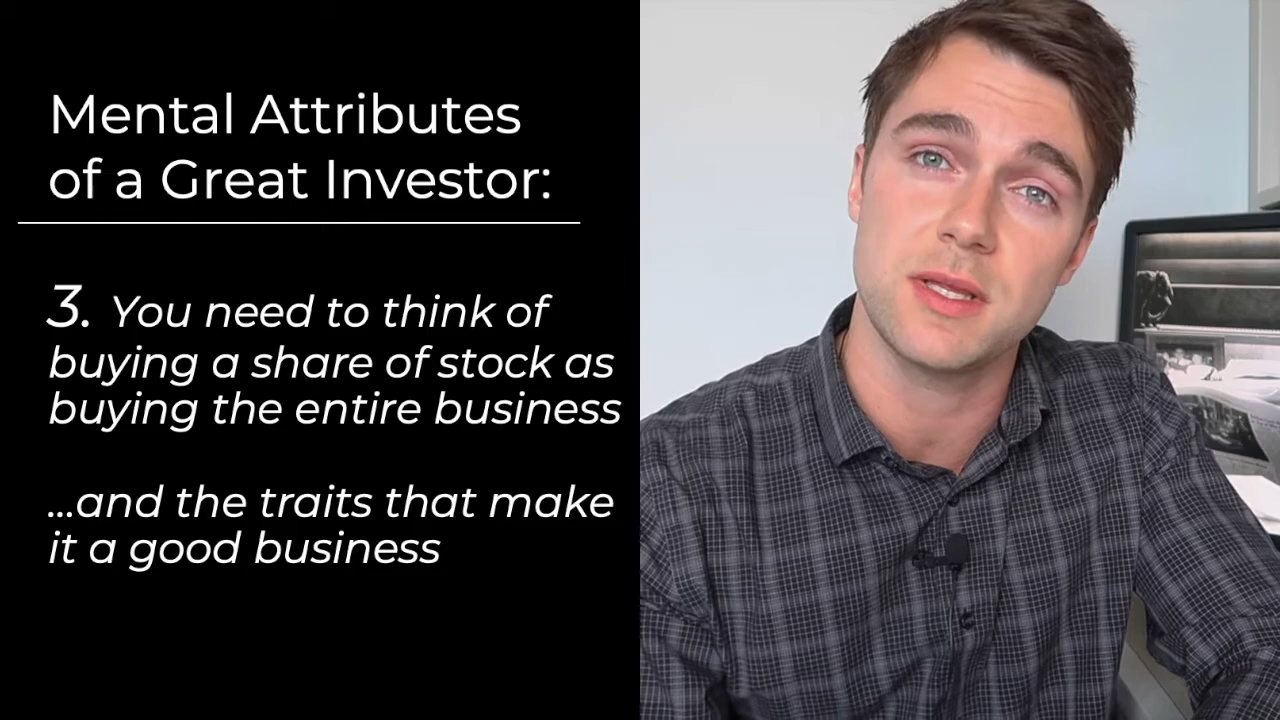 Mental Attributes
of a Great Investor:
3. You need to think of
buying a share of stock as
buying the entire business
...and the traits that make
it a good business